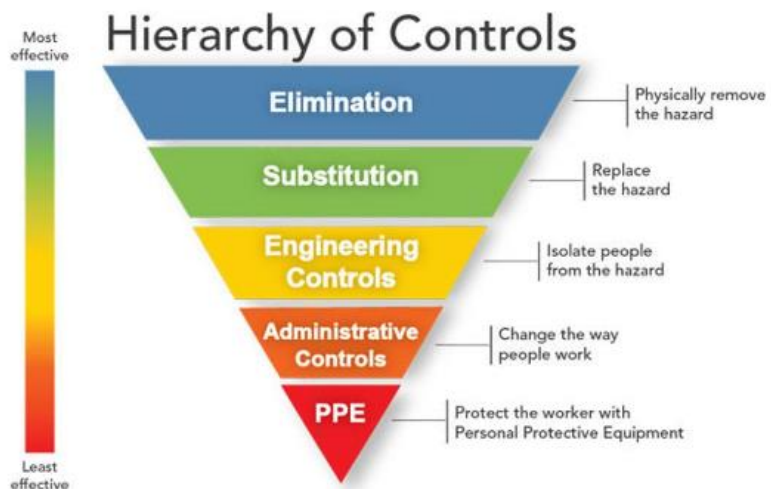 Hierarchy of Controls
Most
effective
Elimination
Physically remove
the hazard
Substitution
Replace
the hazard
Engineering
Controls
Isolate people
from the hazard
Administrative
Controls
Change the way
people work
PPE
Protect the worker with
Personal Protective Equipment
Least
effective